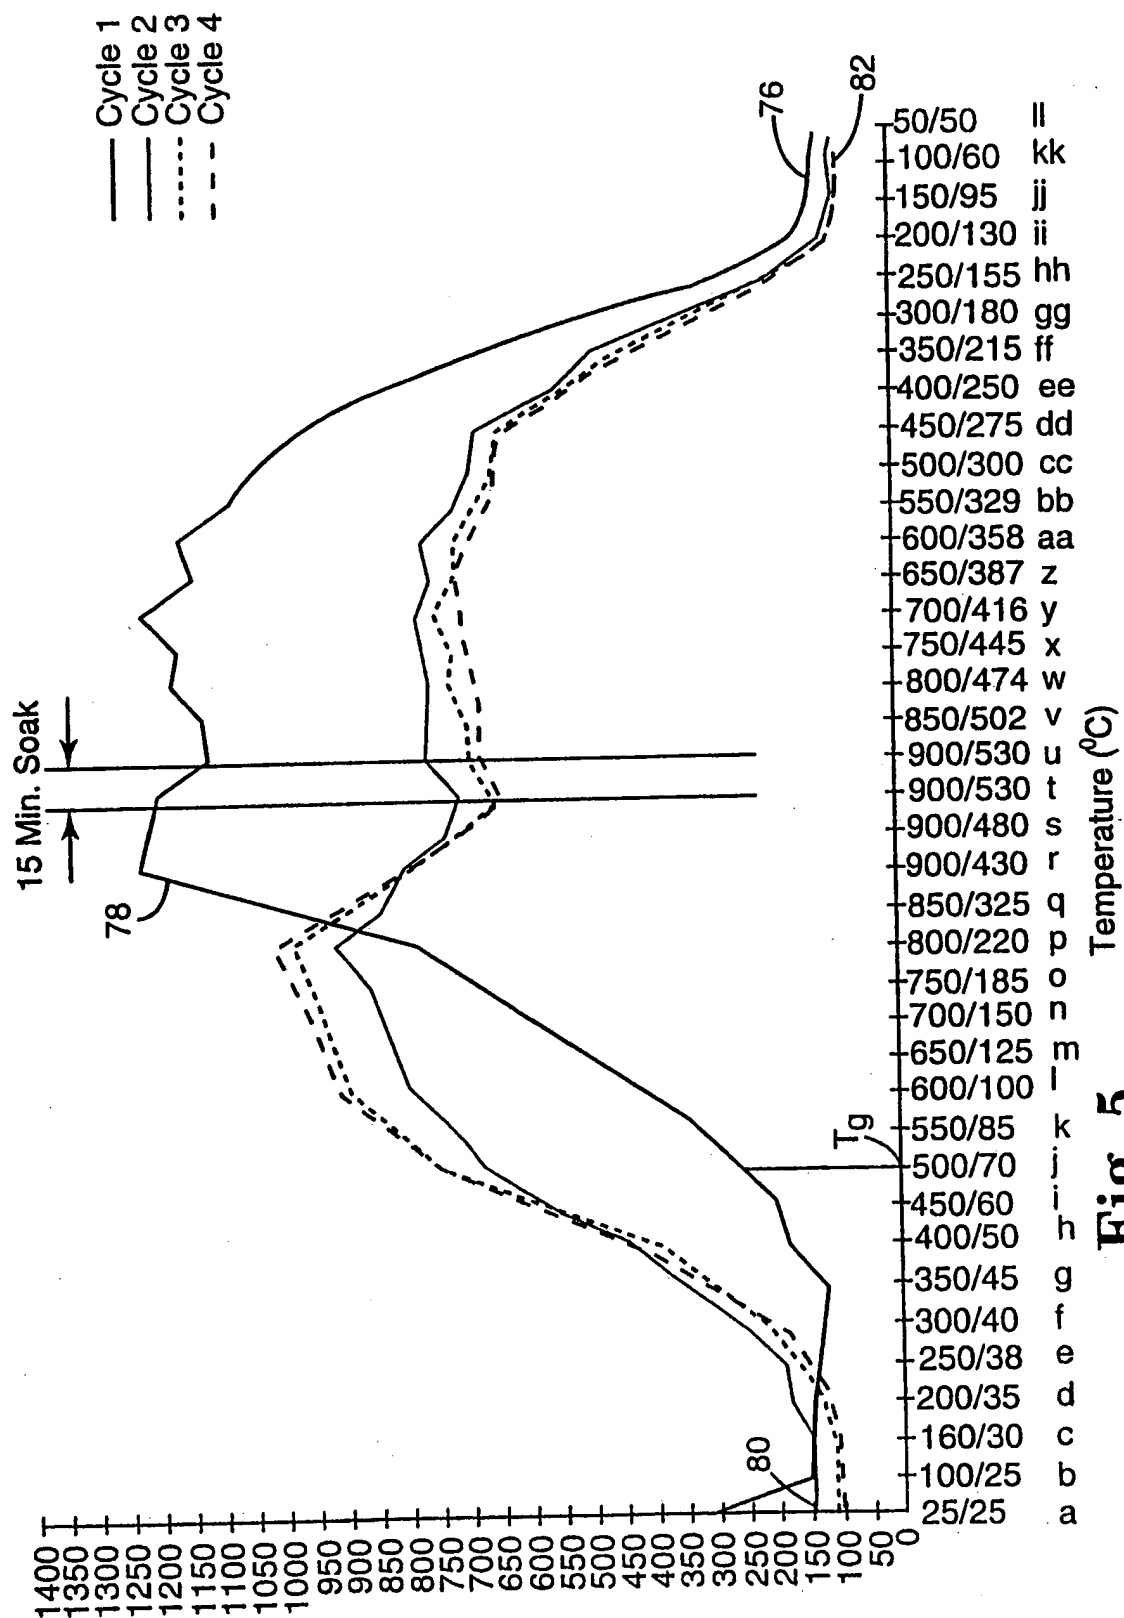 Cycle 1
Cycle 2
Cycle 3
Cycle 4
15 Min. Soak
78
76
82
80
Tg
1400
1350
1300
1250
1200
1150
1100
1050
1000
950
900
850
800
750
700
650
600
550
500
450
400
350
300
250
200
150
100
50
0
25/25 a
100/25 b
160/30 c
200/35 d
250/38 e
300/40 f
350/45 g
400/50 h
450/60 i
500/70 j
550/85 k
600/100 l
650/125 m
700/150 n
750/185 o
800/220 p
850/325 q
900/430 r
900/480 s
900/530 t
900/530 u
850/502 v
800/474 w
750/445 x
700/416 y
650/387 z
600/358 aa
550/329 bb
500/300 cc
450/275 dd
400/250 ee
350/215 ff
300/180 gg
250/155 hh
200/130 ii
150/95 jj
100/60 kk
50/50 ll
Temperature (⁰C)
Fig. 5